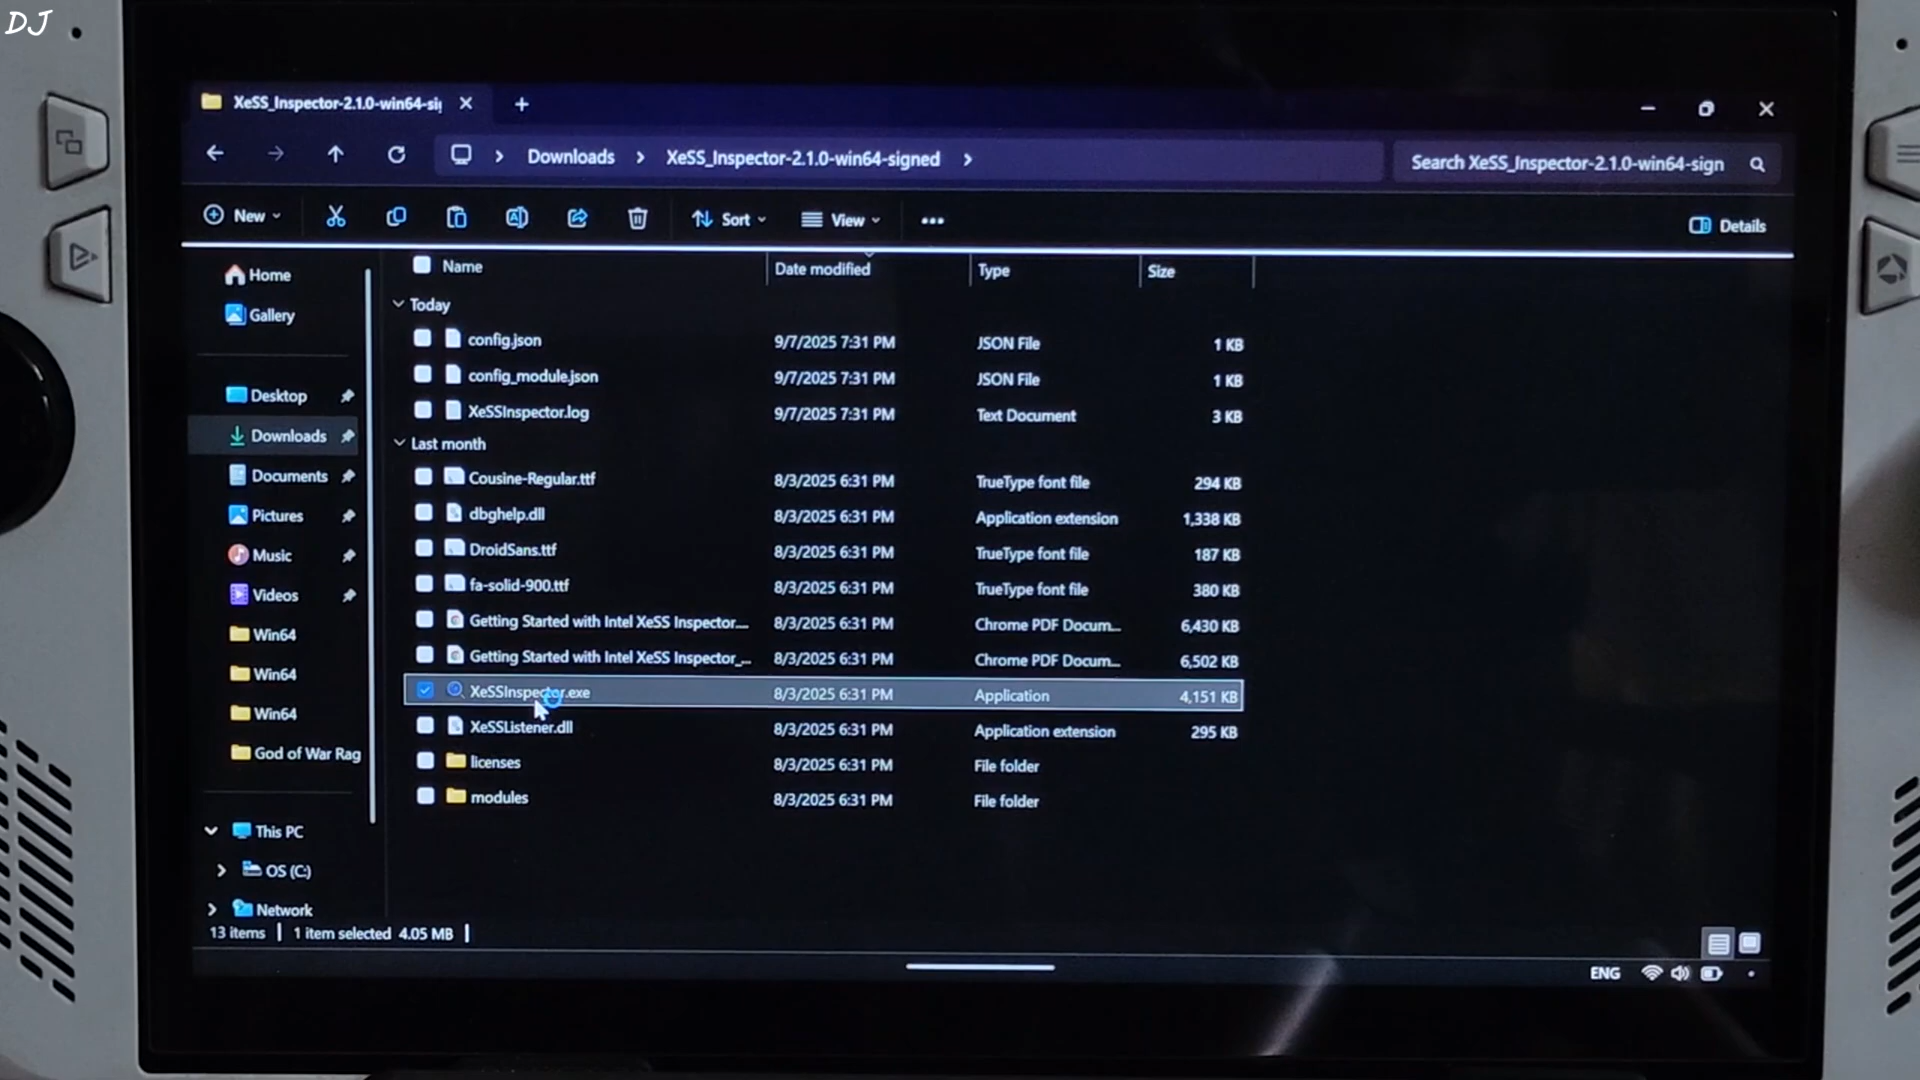 DJ
XeSS_Inspector-2.1.0-win64-sig
Downloads XeSS_Inspector-2.1.0-win64-signed
Search XeSS_Inspector-2.1.0-win64-sign
New Sort View Details
Home
Gallery
Desktop
Downloads
Documents
Pictures
Music
Videos
Win64
Win64
Win64
God of War Rag
This PC
OS (C:)
Network
Name Date modified Type Size
Today
config.json 9/7/2025 7:31 PM JSON File 1 KB
config_module.json 9/7/2025 7:31 PM JSON File 1 KB
XeSSInspector.log 9/7/2025 7:31 PM Text Document 3 KB
Last month
Cousine-Regular.ttf 8/3/2025 6:31 PM TrueType font file 294 KB
dbghelp.dll 8/3/2025 6:31 PM Application extension 1,338 KB
DroidSans.ttf 8/3/2025 6:31 PM TrueType font file 187 KB
fa-solid-900.ttf 8/3/2025 6:31 PM TrueType font file 380 KB
Getting Started with Intel XeSS Inspector.... 8/3/2025 6:31 PM Chrome PDF Docum... 6,430 KB
Getting Started with Intel XeSS Inspector_... 8/3/2025 6:31 PM Chrome PDF Docum... 6,502 KB
XeSSInspector.exe 8/3/2025 6:31 PM Application 4,151 KB
XeSSListener.dll 8/3/2025 6:31 PM Application extension 295 KB
licenses 8/3/2025 6:31 PM File folder
modules 8/3/2025 6:31 PM File folder
13 items 1 item selected 4.05 MB
ENG